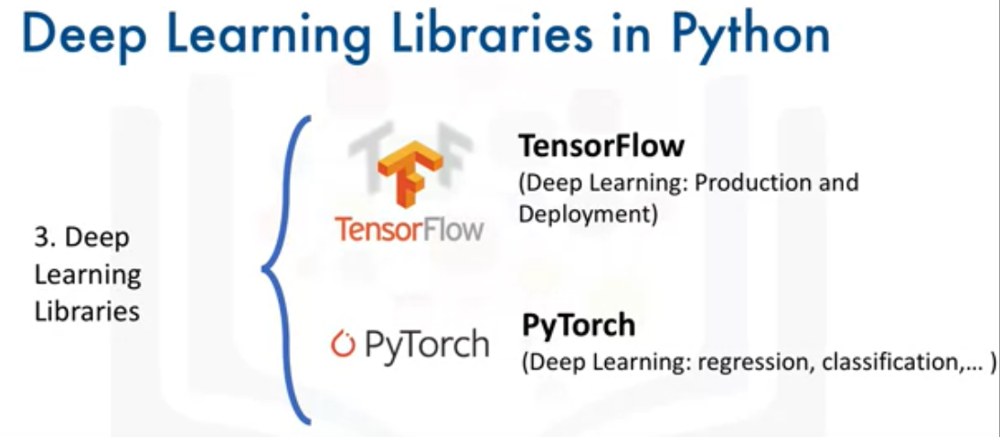 Deep Learning Libraries in Python
3. Deep
Learning
Libraries
TensorFlow
TensorFlow
(Deep Learning: Production and
Deployment)
PyTorch
PyTorch
(Deep Learning: regression, classification,... )